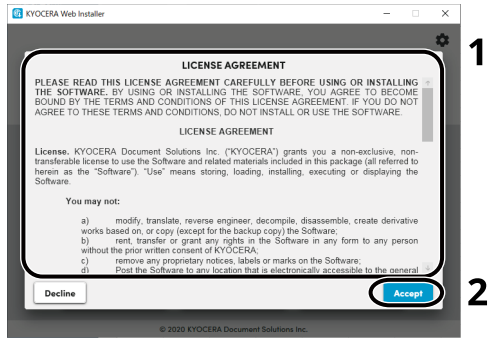 KYOCERA Web Installer
1
LICENSE AGREEMENT
PLEASE READ THIS LICENSE AGREEMENT CAREFULLY BEFORE USING OR INSTALLING
THE SOFTWARE. BY USING OR INSTALLING THE SOFTWARE, YOU AGREE TO BECOME
BOUND BY THE TERMS AND CONDITIONS OF THIS LICENSE AGREEMENT. IF YOU DO NOT
AGREE TO THESE TERMS AND CONDITIONS, DO NOT INSTALL OR USE THE SOFTWARE.
LICENSE AGREEMENT
License. KYOCERA Document Solutions Inc. ("KYOCERA") grants you a non-exclusive, non-
transferable license to use the Software and related materials included in this package (all referred to
herein as the "Software"). "Use" means storing, loading, installing, executing or displaying the
Software.
You may not:
a) modify, translate, reverse engineer, decompile, disassemble, create derivative
works based on, or copy (except for the backup copy) the Software;
b) rent, transfer or grant any rights in the Software in any form to any person
without the prior written consent of KYOCERA;
c) remove any proprietary notices, labels or marks on the Software;
d) Post the Software to any location that is electronically accessible to the general
Decline
Accept
2
© 2020 KYOCERA Document Solutions Inc.